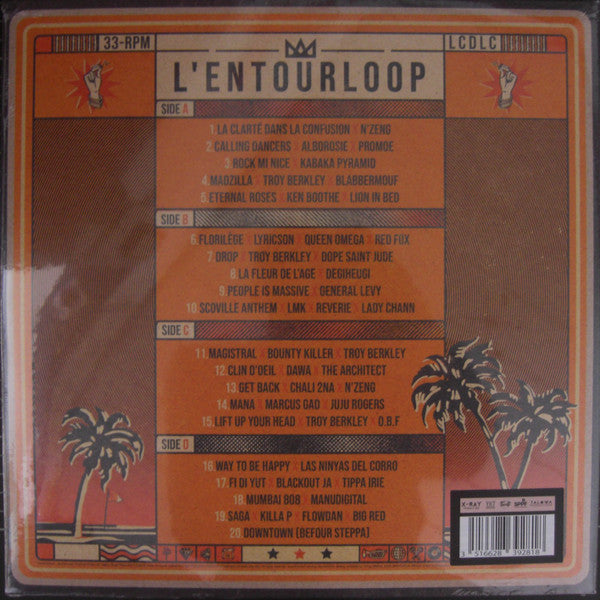 33-RPM
LCDLC
L'ENTOURLOOP
SIDE A
1 LA CLARTÉ DANS LA CONFUSION X N'ZENG
2 CALLING DANCERS X ALBOROSIE X PROMOE
3 ROCK MI NICE X KABAKA PYRAMID
4 MADZILLA X TROY BERKLEY X BLABBERMOUF
5 ETERNAL ROSES X KEN BOOTHE X LION IN BED
SIDE B
6 FLORILÈGE X LYRICSON X QUEEN OMEGA X RED FOX
7 DROP X TROY BERKLEY X DOPE SAINT JUDE
8 LA FLEUR DE L'AGE X DEGIHEUGI
9 PEOPLE IS MASSIVE X GENERAL LEVY
10 SCOVILLE ANTHEM X LMK X REVERIE X LADY CHANN
SIDE C
11 MAGISTRAL X BOUNTY KILLER X TROY BERKLEY
12 CLIN D'OEIL X DAWA X THE ARCHITECT
13 GET BACK X CHALI 2NA X N'ZENG
14 MANA X MARCUS GAD X JUJU ROGERS
15 LIFT UP YOUR HEAD X TROY BERKLEY X O.B.F
SIDE D
16 WAY TO BE HAPPY X LAS NINYAS DEL CORRO
17 FI DI YUT X BLACKOUT JA X TIPPA IRIE
18 MUMBAI BOB X MANUDIGITAL
19 SAGA X KILLA P X FLOWDAN X BIG RED
20 DOWNTOWN (BEFOUR STEPPA)
X-RAY
3 516628 392818